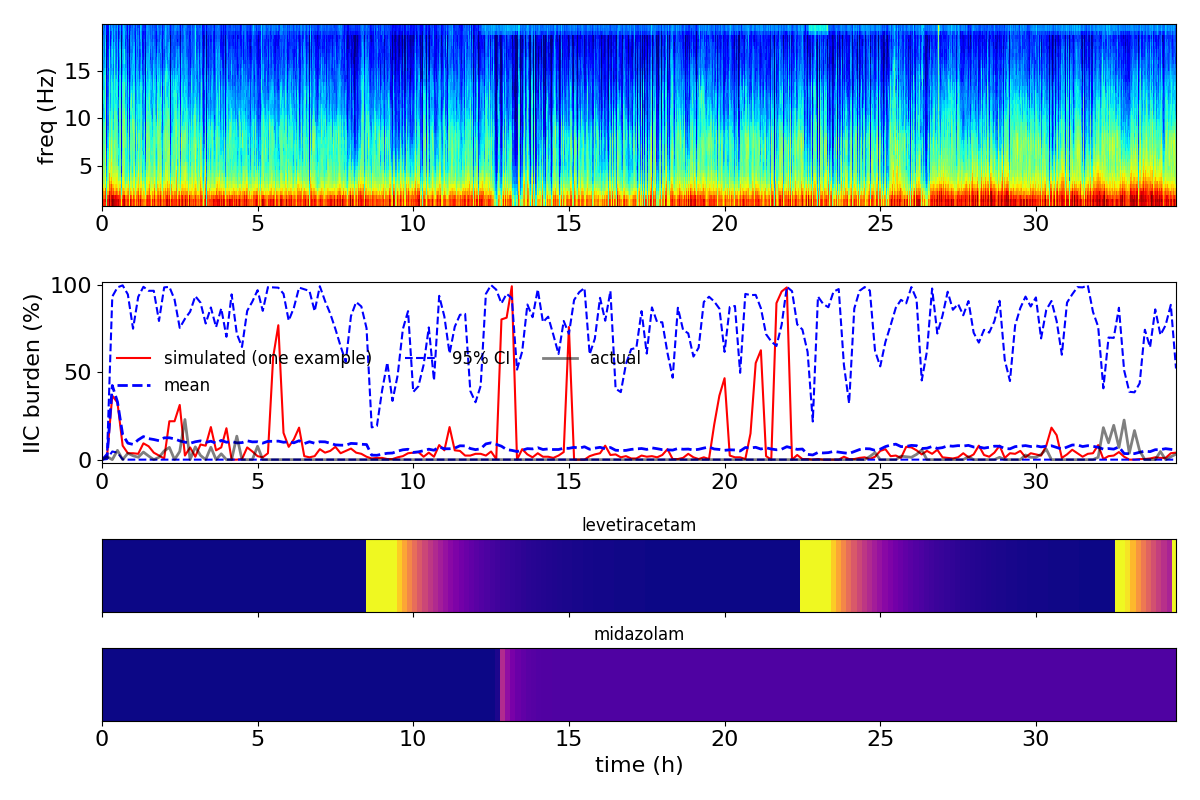 freq (Hz)
15
10
5
0 5 10 15 20 25 30
IIC burden (%)
100
50
0
simulated (one example) 95% CI actual
mean
0 5 10 15 20 25 30
levetiracetam
midazolam
0 5 10 15 20 25 30
time (h)